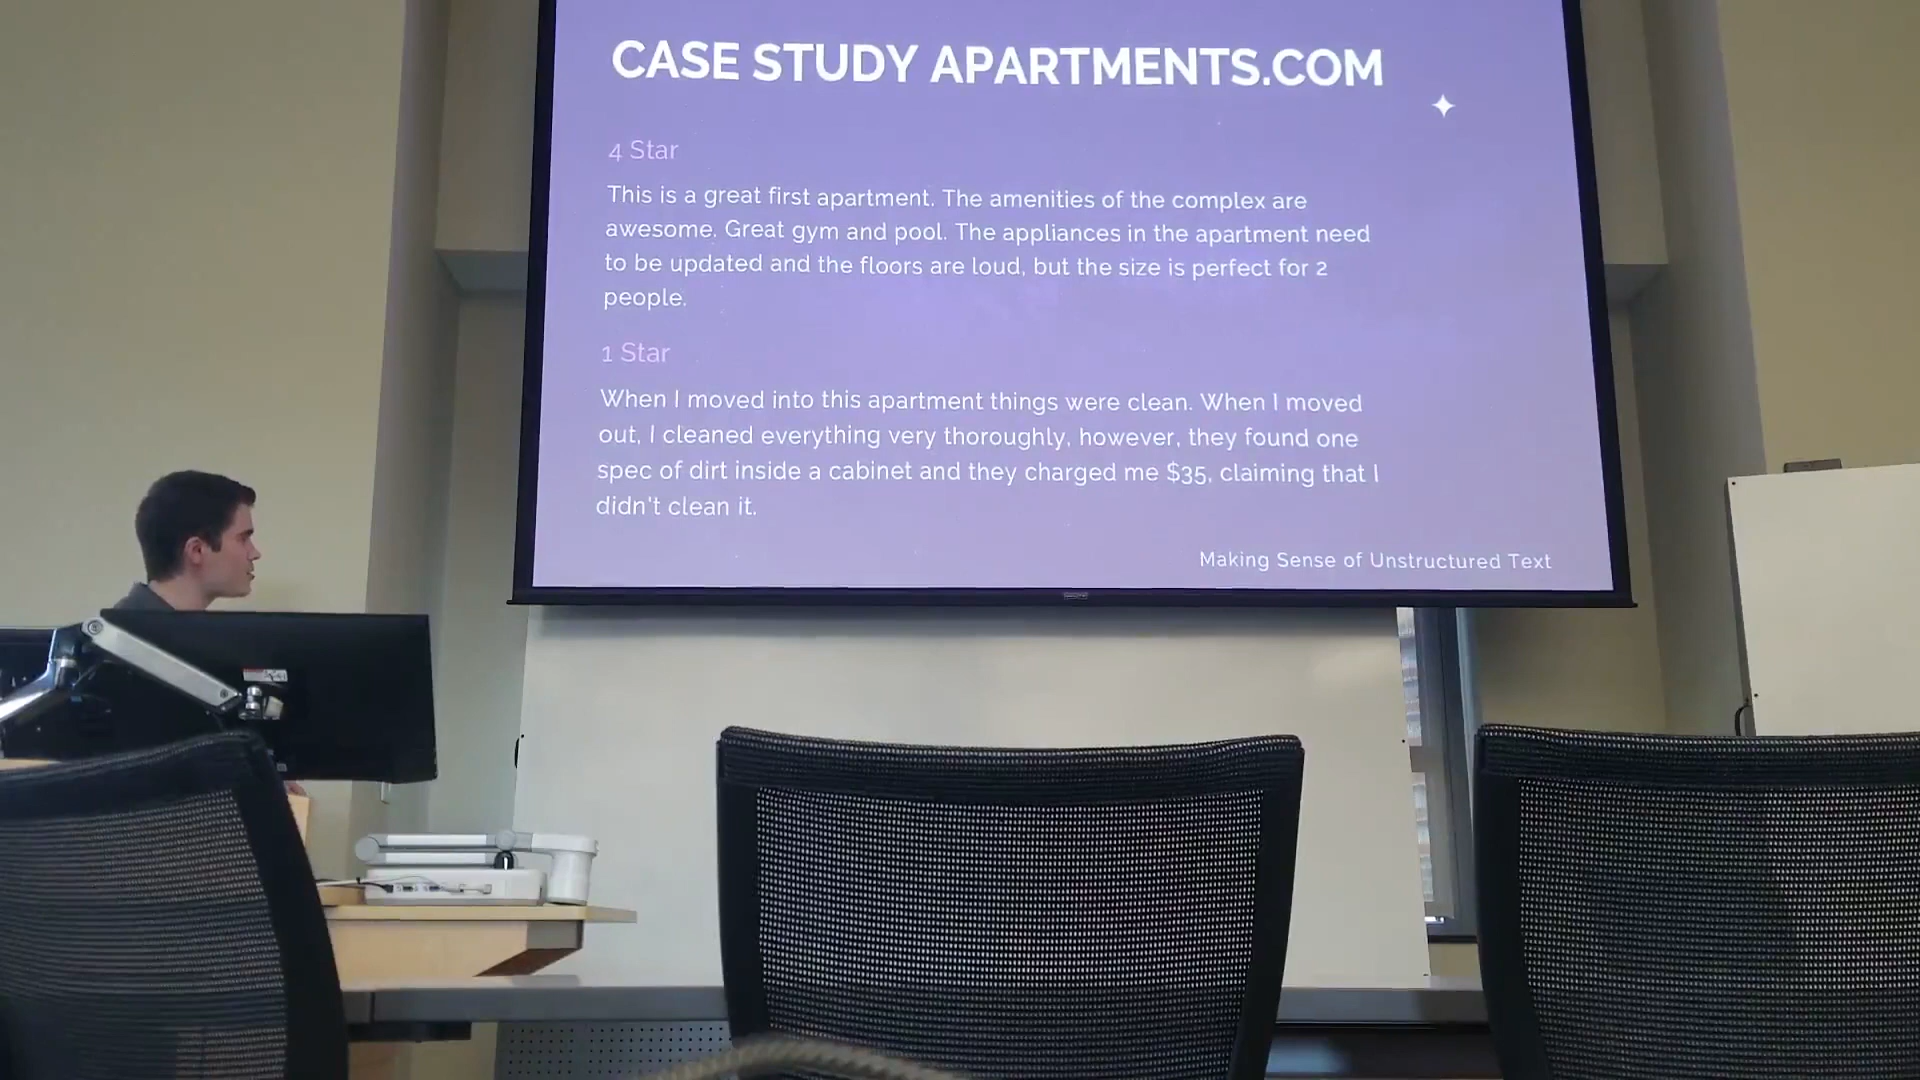 CASE STUDY APARTMENTS.COM
4 Star
This is a great first apartment. The amenities of the complex are
awesome. Great gym and pool. The appliances in the apartment need
to be updated and the floors are loud, but the size is perfect for 2
people.
1 Star
When I moved into this apartment things were clean. When I moved
out, I cleaned everything very thoroughly, however, they found one
spec of dirt inside a cabinet and they charged me $35, claiming that I
didn't clean it.
Making Sense of Unstructured Text